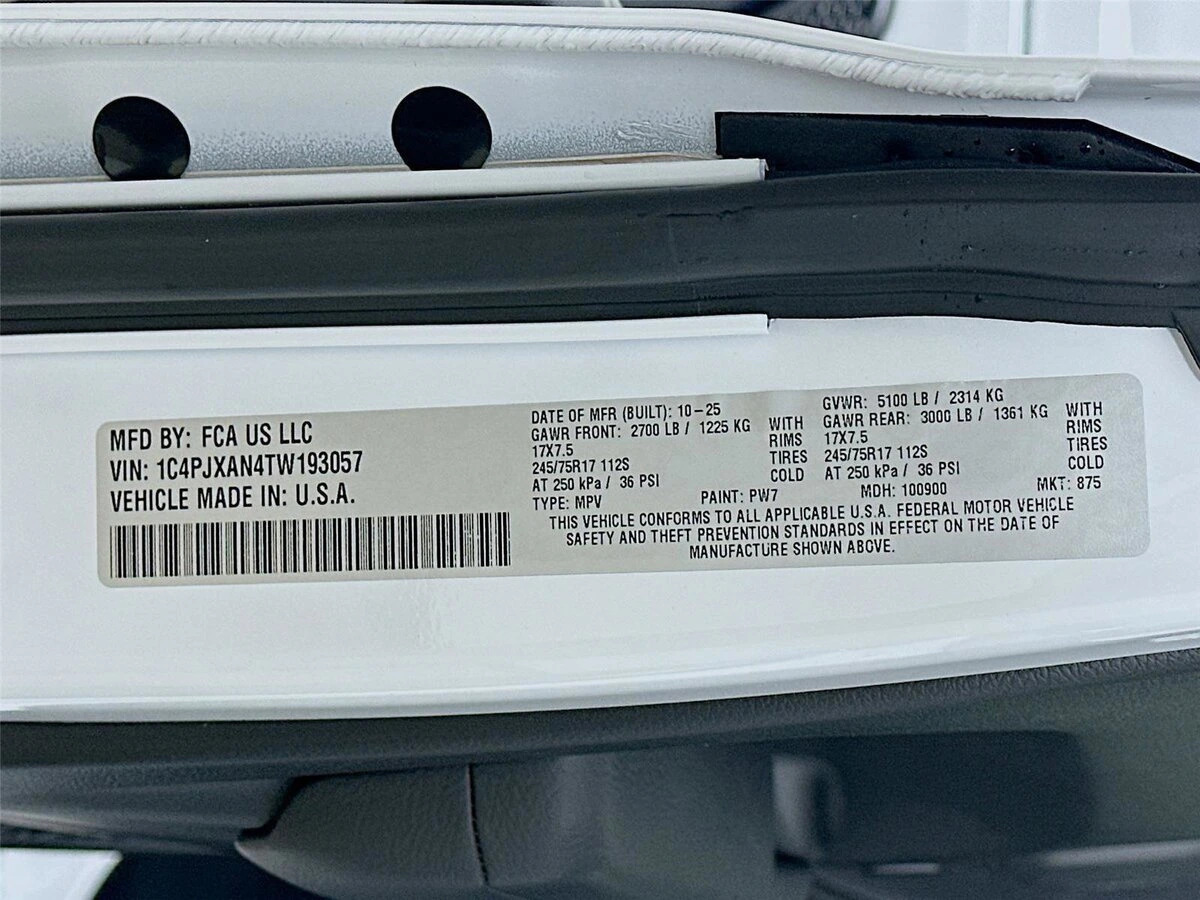 MFD BY: FCA US LLC
VIN: 1C4PJXAN4TW193057
VEHICLE MADE IN: U.S.A.
DATE OF MFR (BUILT): 10-25
GAWR FRONT: 2700 LB / 1225 KG
17X7.5
245/75R17 112S
AT 250 kPa / 36 PSI
WITH
RIMS
TIRES
COLD
GVWR: 5100 LB / 2314 KG
GAWR REAR: 3000 LB / 1361 KG
17X7.5
245/75R17 112S
AT 250 kPa / 36 PSI
WITH
RIMS
TIRES
COLD
TYPE: MPV PAINT: PW7 MDH: 100900 MKT: 875
THIS VEHICLE CONFORMS TO ALL APPLICABLE U.S.A. FEDERAL MOTOR VEHICLE
SAFETY AND THEFT PREVENTION STANDARDS IN EFFECT ON THE DATE OF
MANUFACTURE SHOWN ABOVE.